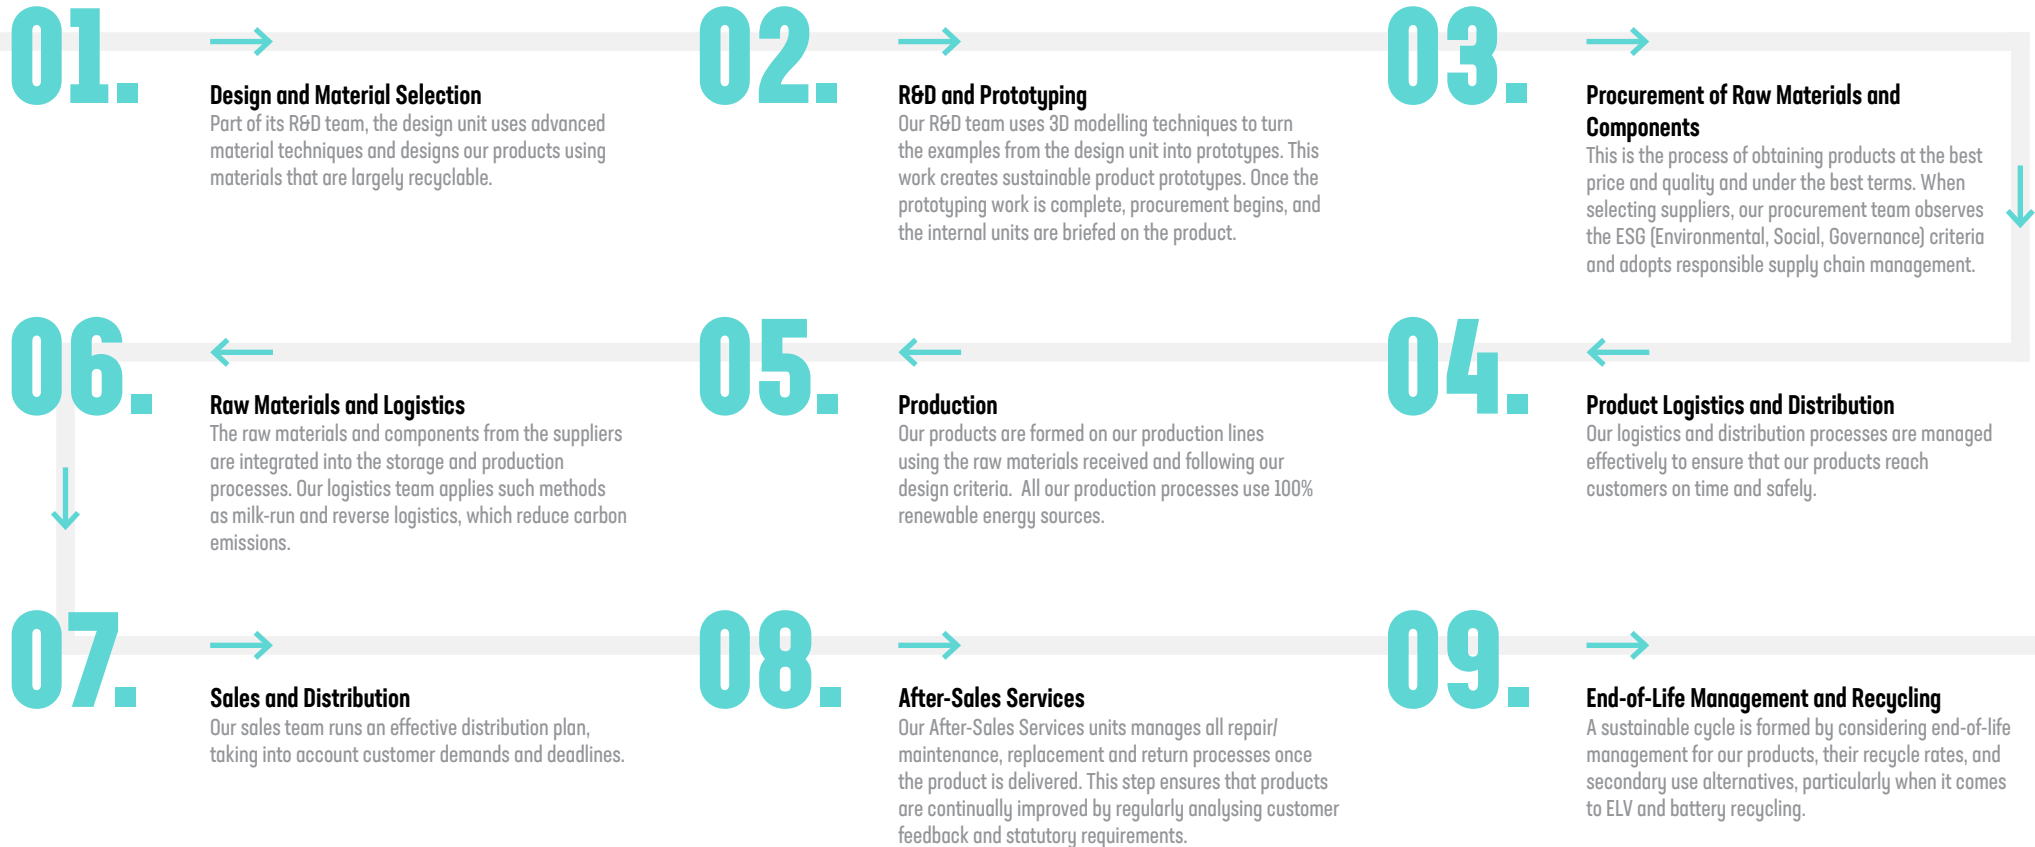 01.
Design and Material Selection
Part of its R&D team, the design unit uses advanced
material techniques and designs our products using
materials that are largely recyclable.
02.
R&D and Prototyping
Our R&D team uses 3D modelling techniques to turn
the examples from the design unit into prototypes. This
work creates sustainable product prototypes. Once the
prototyping work is complete, procurement begins, and
the internal units are briefed on the product.
03.
Procurement of Raw Materials and
Components
This is the process of obtaining products at the best
price and quality and under the best terms. When
selecting suppliers, our procurement team observes
the ESG (Environmental, Social, Governance) criteria
and adopts responsible supply chain management.
04.
Product Logistics and Distribution
Our logistics and distribution processes are managed
effectively to ensure that our products reach
customers on time and safely.
05.
Production
Our products are formed on our production lines
using the raw materials received and following our
design criteria.  All our production processes use 100%
renewable energy sources.
06.
Raw Materials and Logistics
The raw materials and components from the suppliers
are integrated into the storage and production
processes. Our logistics team applies such methods
as milk-run and reverse logistics, which reduce carbon
emissions.
07.
Sales and Distribution
Our sales team runs an effective distribution plan,
taking into account customer demands and deadlines.
08.
After-Sales Services
Our After-Sales Services units manages all repair/
maintenance, replacement and return processes once
the product is delivered. This step ensures that products
are continually improved by regularly analysing customer
feedback and statutory requirements.
09.
End-of-Life Management and Recycling
A sustainable cycle is formed by considering end-of-life
management for our products, their recycle rates, and
secondary use alternatives, particularly when it comes
to ELV and battery recycling.